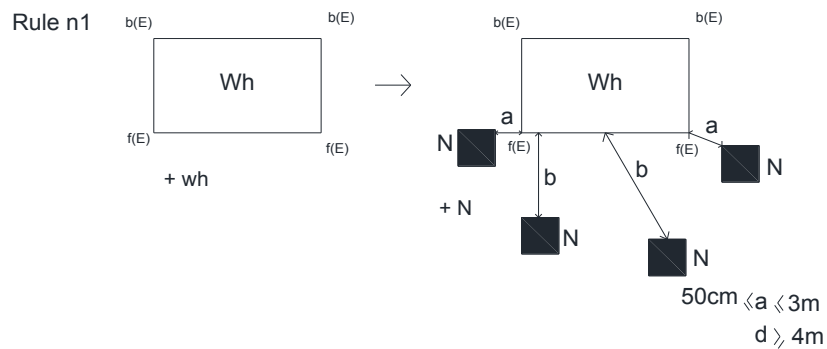 Rule n1
b(E) b(E)
Wh
f(E) f(E)
+ wh
b(E) b(E)
Wh
a a
N f(E) f(E) N
b b
+ N
N N
50cm ⩽ a ⩽ 3m
d ⩾ 4m